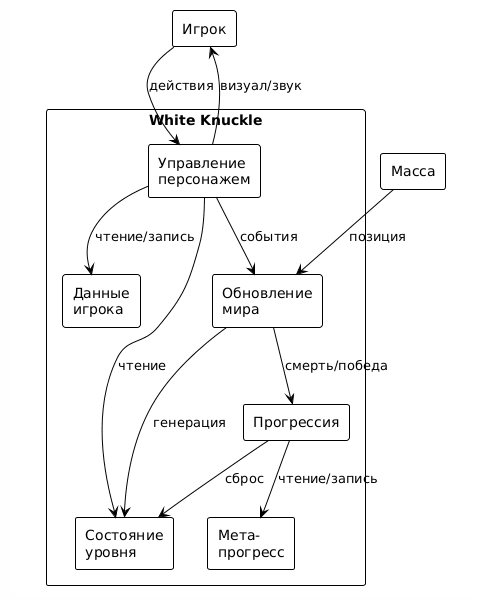 Игрок
действия
визуал/звук
White Knuckle
Управление
персонажем
Масса
чтение/запись
события
позиция
Данные
игрока
Обновление
мира
чтение
смерть/победа
генерация
Прогрессия
сброс
чтение/запись
Состояние
уровня
Мета-
прогресс